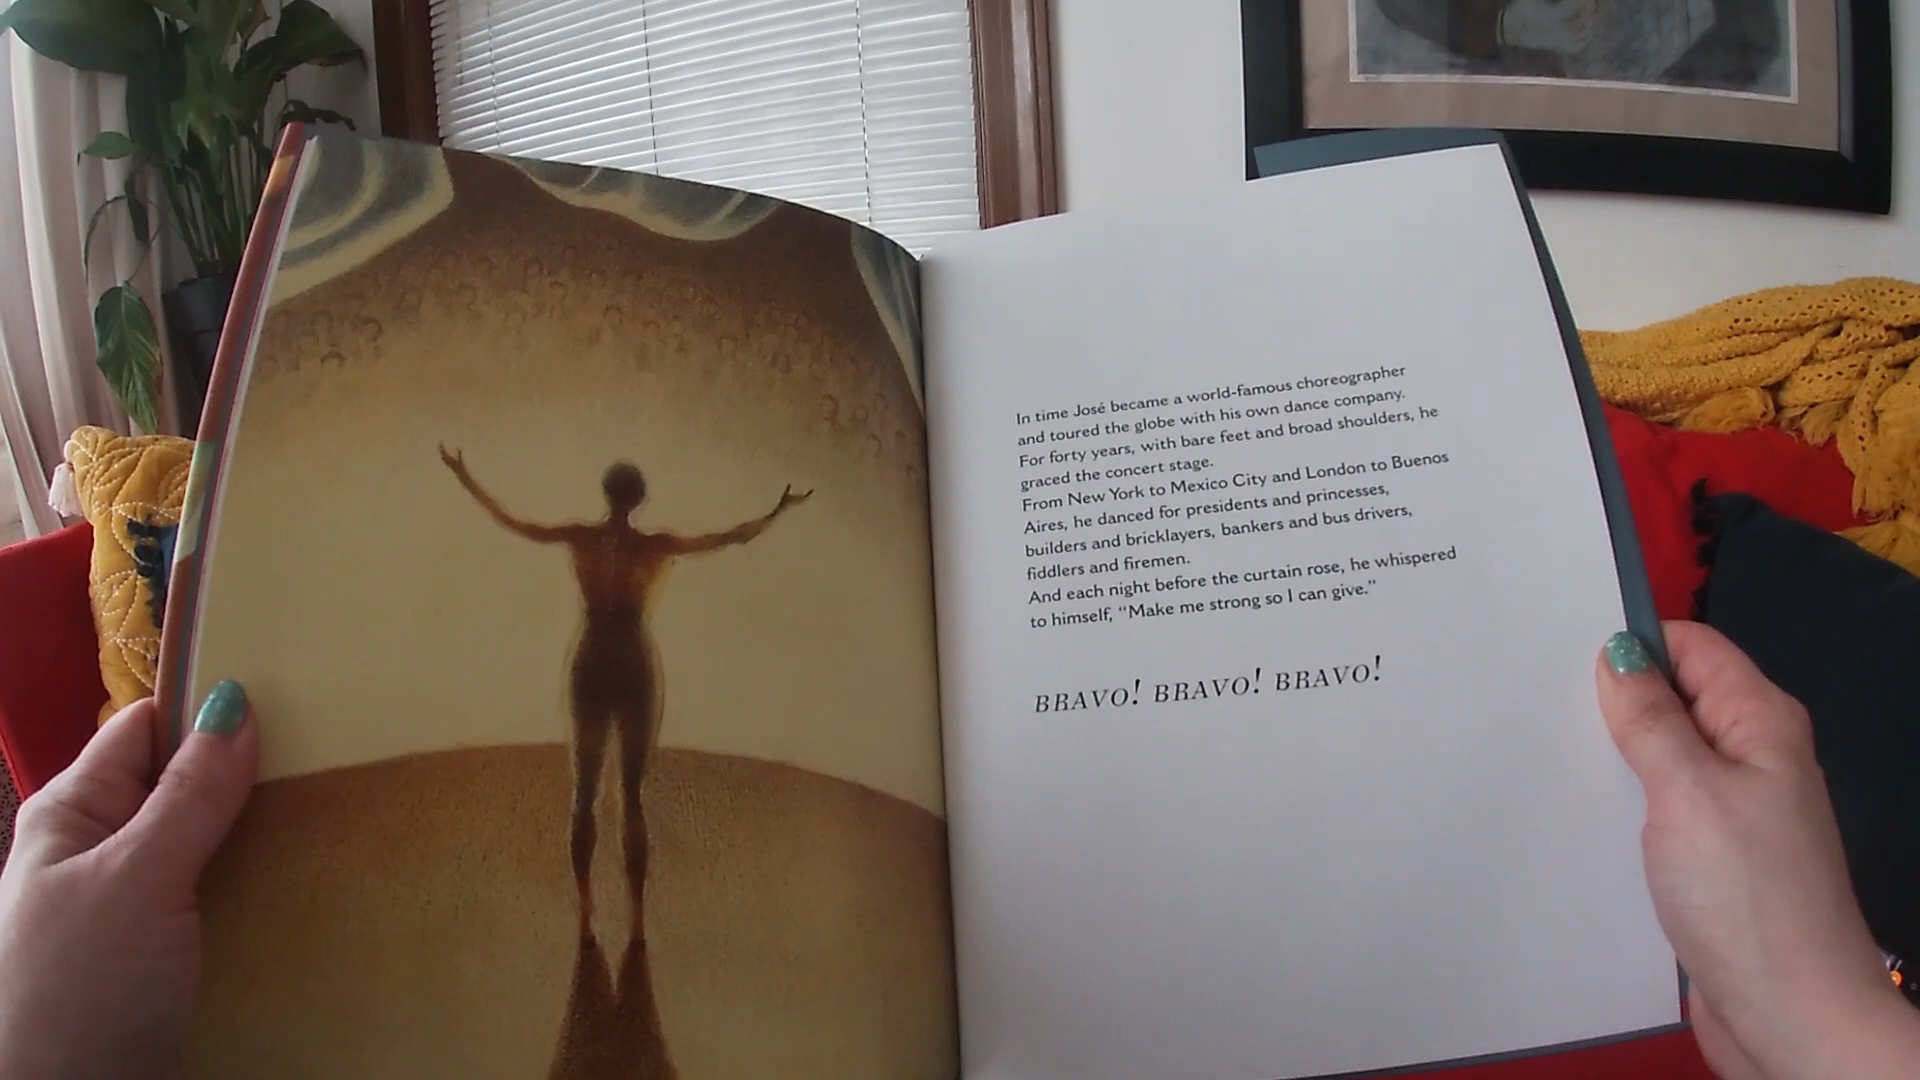 In time José became a world-famous choreographer
and toured the globe with his own dance company.
For forty years, with bare feet and broad shoulders, he
graced the concert stage.
From New York to Mexico City and London to Buenos
Aires, he danced for presidents and princesses,
builders and bricklayers, bankers and bus drivers,
fiddlers and firemen.
And each night before the curtain rose, he whispered
to himself, “Make me strong so I can give.”
BRAVO! BRAVO! BRAVO!